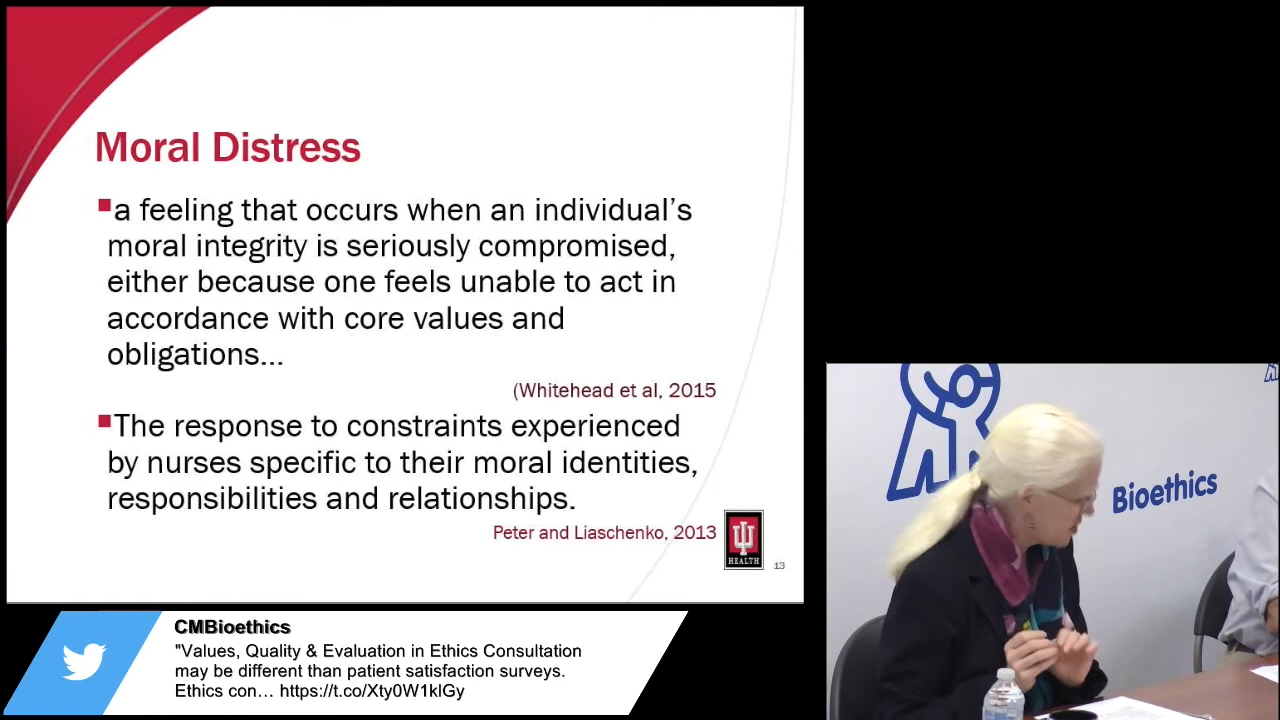 Moral Distress
a feeling that occurs when an individual's
moral integrity is seriously compromised,
either because one feels unable to act in
accordance with core values and
obligations...
(Whitehead et al, 2015
The response to constraints experienced
by nurses specific to their moral identities,
responsibilities and relationships.
Peter and Liaschenko, 2013
HEALTH
13
Bioethics
CMBioethics
"Values, Quality & Evaluation in Ethics Consultation
may be different than patient satisfaction surveys.
Ethics con... https://t.co/Xty0W1klGy